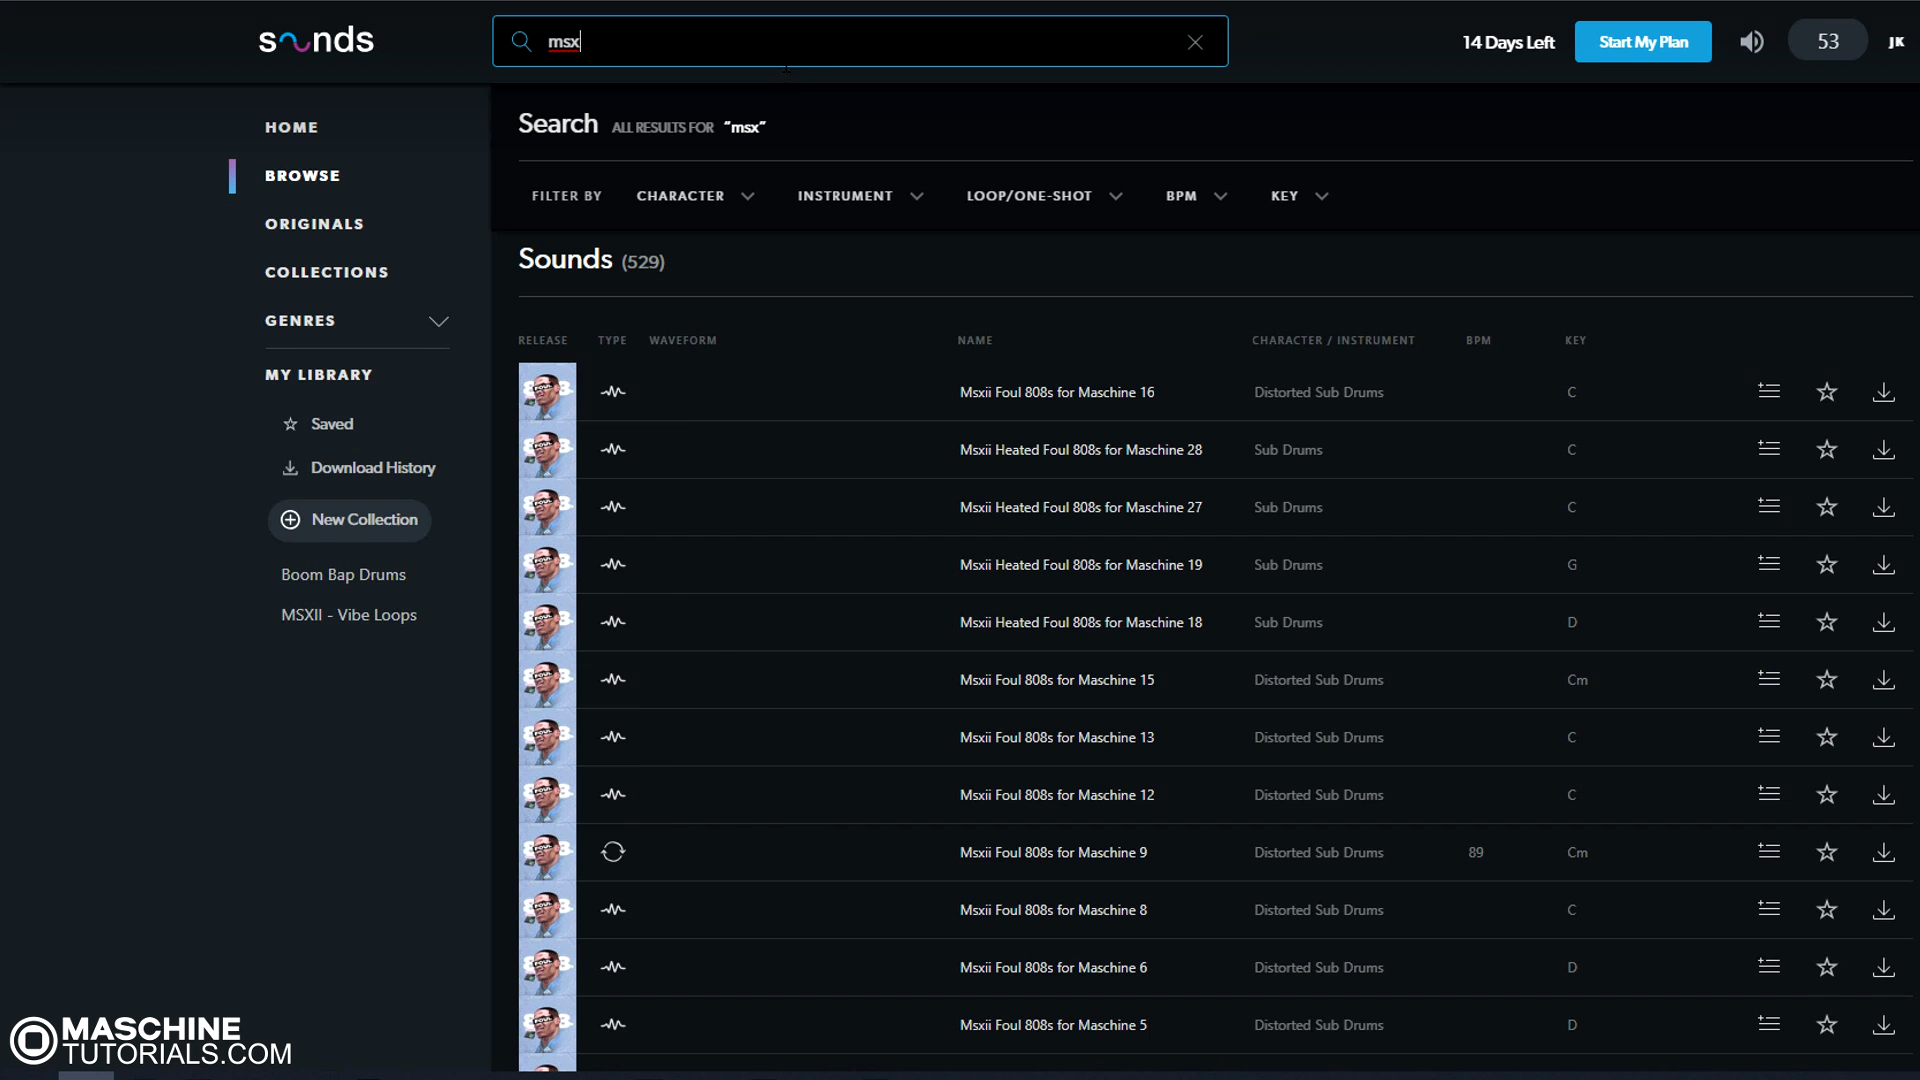 sounds
msx
14 Days Left
Start My Plan
53
JK
HOME
BROWSE
ORIGINALS
COLLECTIONS
GENRES
MY LIBRARY
Saved
Download History
New Collection
Boom Bap Drums
MSXII - Vibe Loops
Search ALL RESULTS FOR "msx"
FILTER BY CHARACTER INSTRUMENT LOOP/ONE-SHOT BPM KEY
Sounds (529)
RELEASE TYPE WAVEFORM NAME CHARACTER / INSTRUMENT BPM KEY
Msxii Foul 808s for Maschine 16 Distorted Sub Drums C
Msxii Heated Foul 808s for Maschine 28 Sub Drums C
Msxii Heated Foul 808s for Maschine 27 Sub Drums C
Msxii Heated Foul 808s for Maschine 19 Sub Drums G
Msxii Heated Foul 808s for Maschine 18 Sub Drums D
Msxii Foul 808s for Maschine 15 Distorted Sub Drums Cm
Msxii Foul 808s for Maschine 13 Distorted Sub Drums C
Msxii Foul 808s for Maschine 12 Distorted Sub Drums C
Msxii Foul 808s for Maschine 9 Distorted Sub Drums 89 Cm
Msxii Foul 808s for Maschine 8 Distorted Sub Drums C
Msxii Foul 808s for Maschine 6 Distorted Sub Drums D
Msxii Foul 808s for Maschine 5 Distorted Sub Drums D
MASCHINE
TUTORIALS.COM